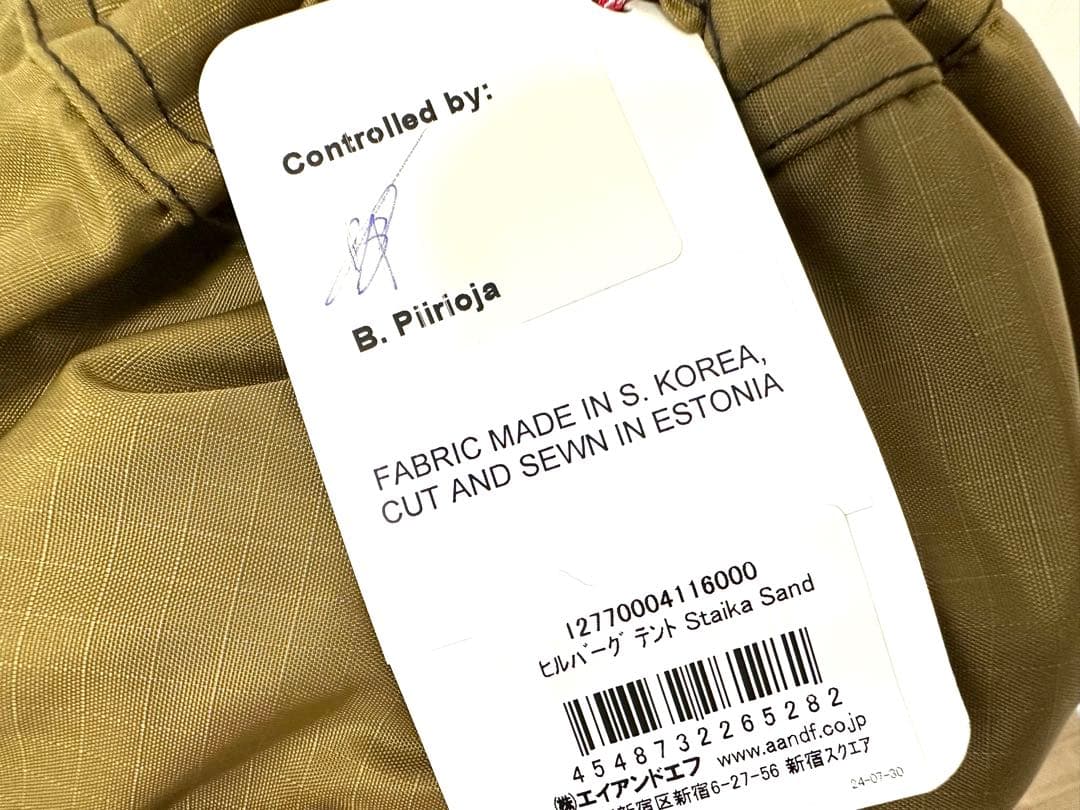 Controlled by:
B. Piirioja
FABRIC MADE IN S. KOREA,
CUT AND SEWN IN ESTONIA
12770004116000
ヒルバーグ テント Staika Sand
4548732265282
㈱エイアンドエフ www.aandf.co.jp
新宿区新宿6-27-56 新宿スクエア
24-07-30